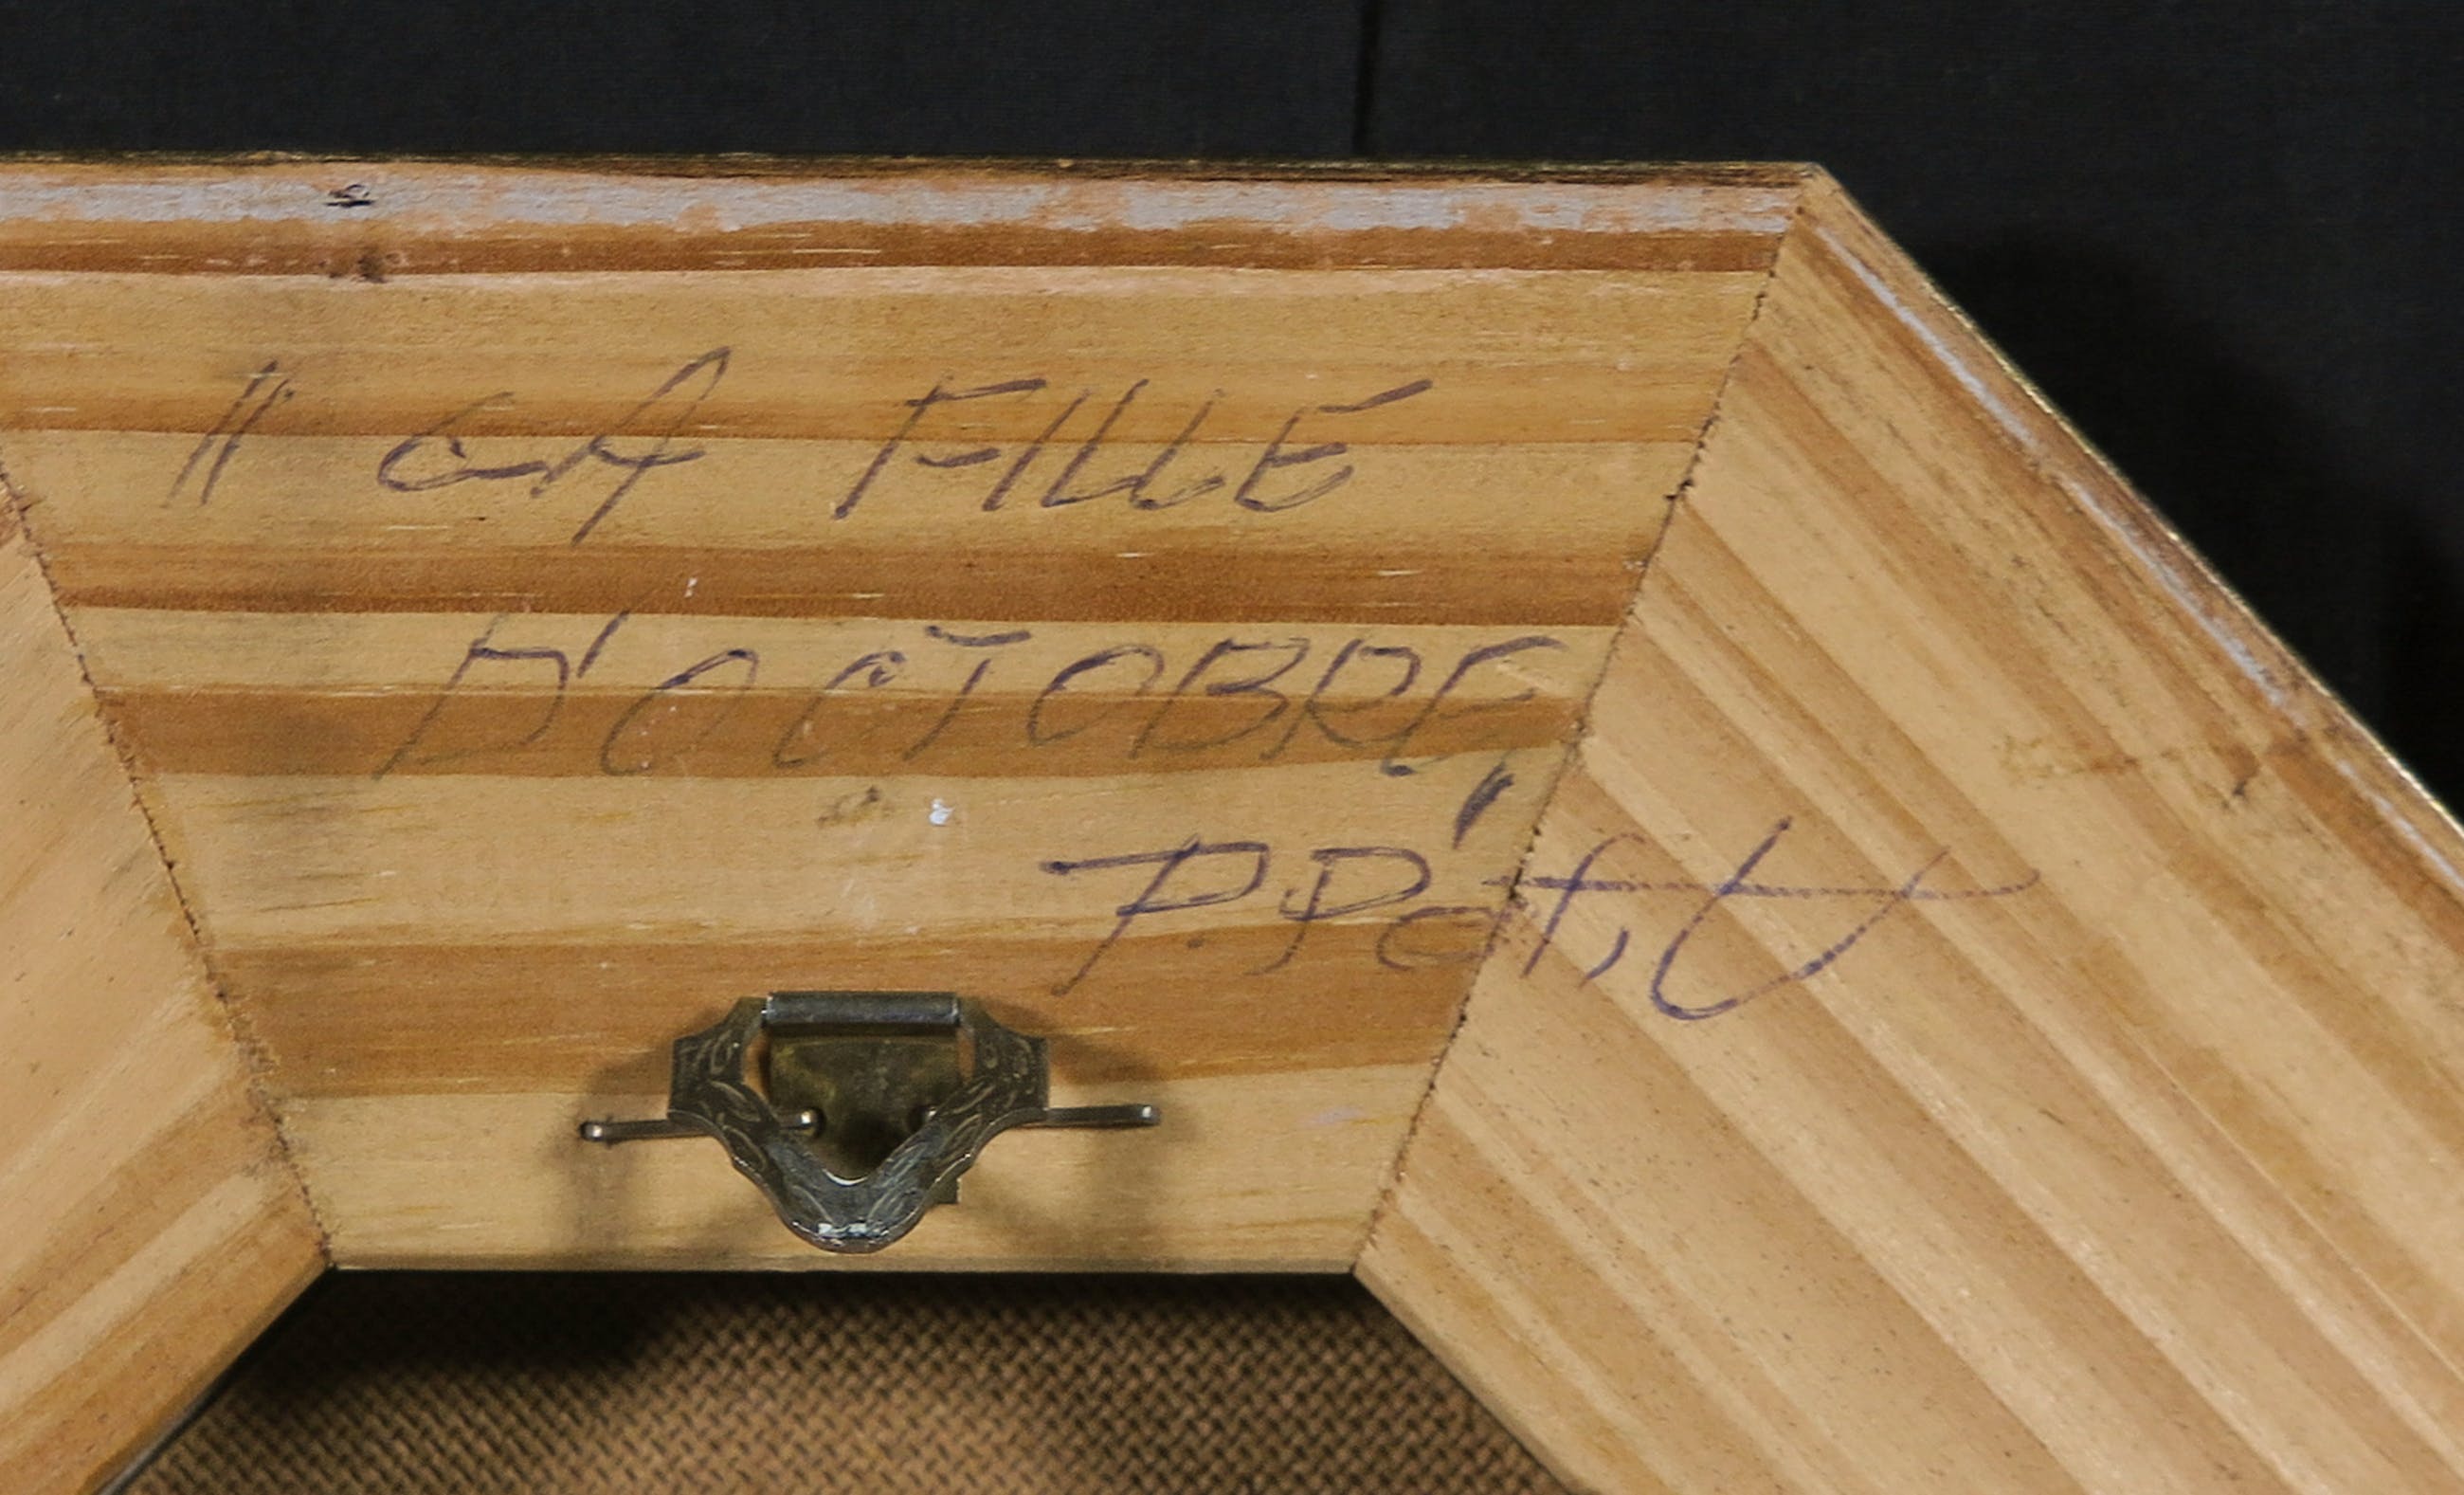 "LA FILLE
D'OCTOBRE,
P. Petit